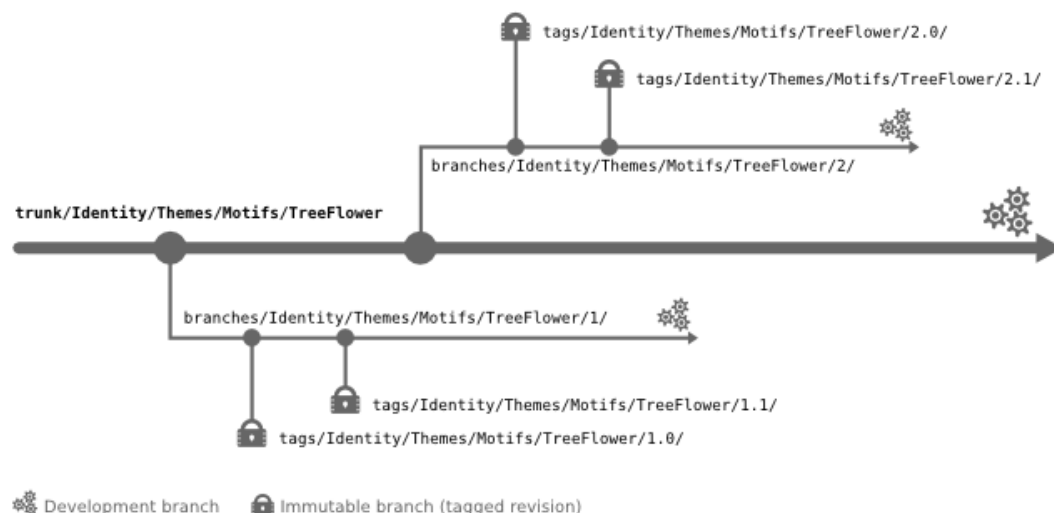 tags/Identity/Themes/Motifs/TreeFlower/2.0/
tags/Identity/Themes/Motifs/TreeFlower/2.1/
branches/Identity/Themes/Motifs/TreeFlower/2/
trunk/Identity/Themes/Motifs/TreeFlower
branches/Identity/Themes/Motifs/TreeFlower/1/
tags/Identity/Themes/Motifs/TreeFlower/1.1/
tags/Identity/Themes/Motifs/TreeFlower/1.0/
Development branch
Immutable branch (tagged revision)